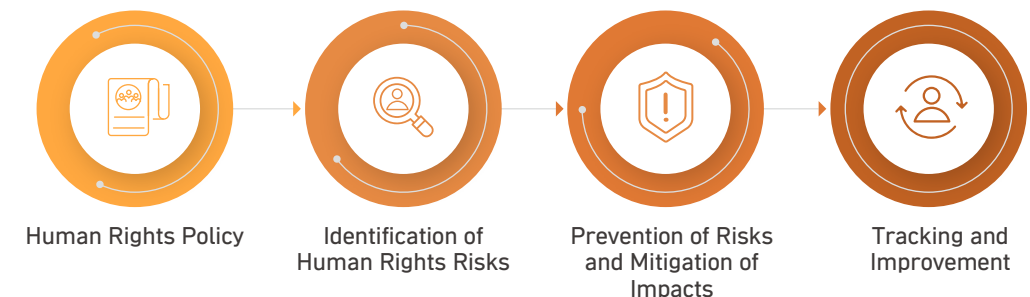 Human Rights Policy
Identification of
Human Rights Risks
Prevention of Risks
and Mitigation of
Impacts
Tracking and
Improvement